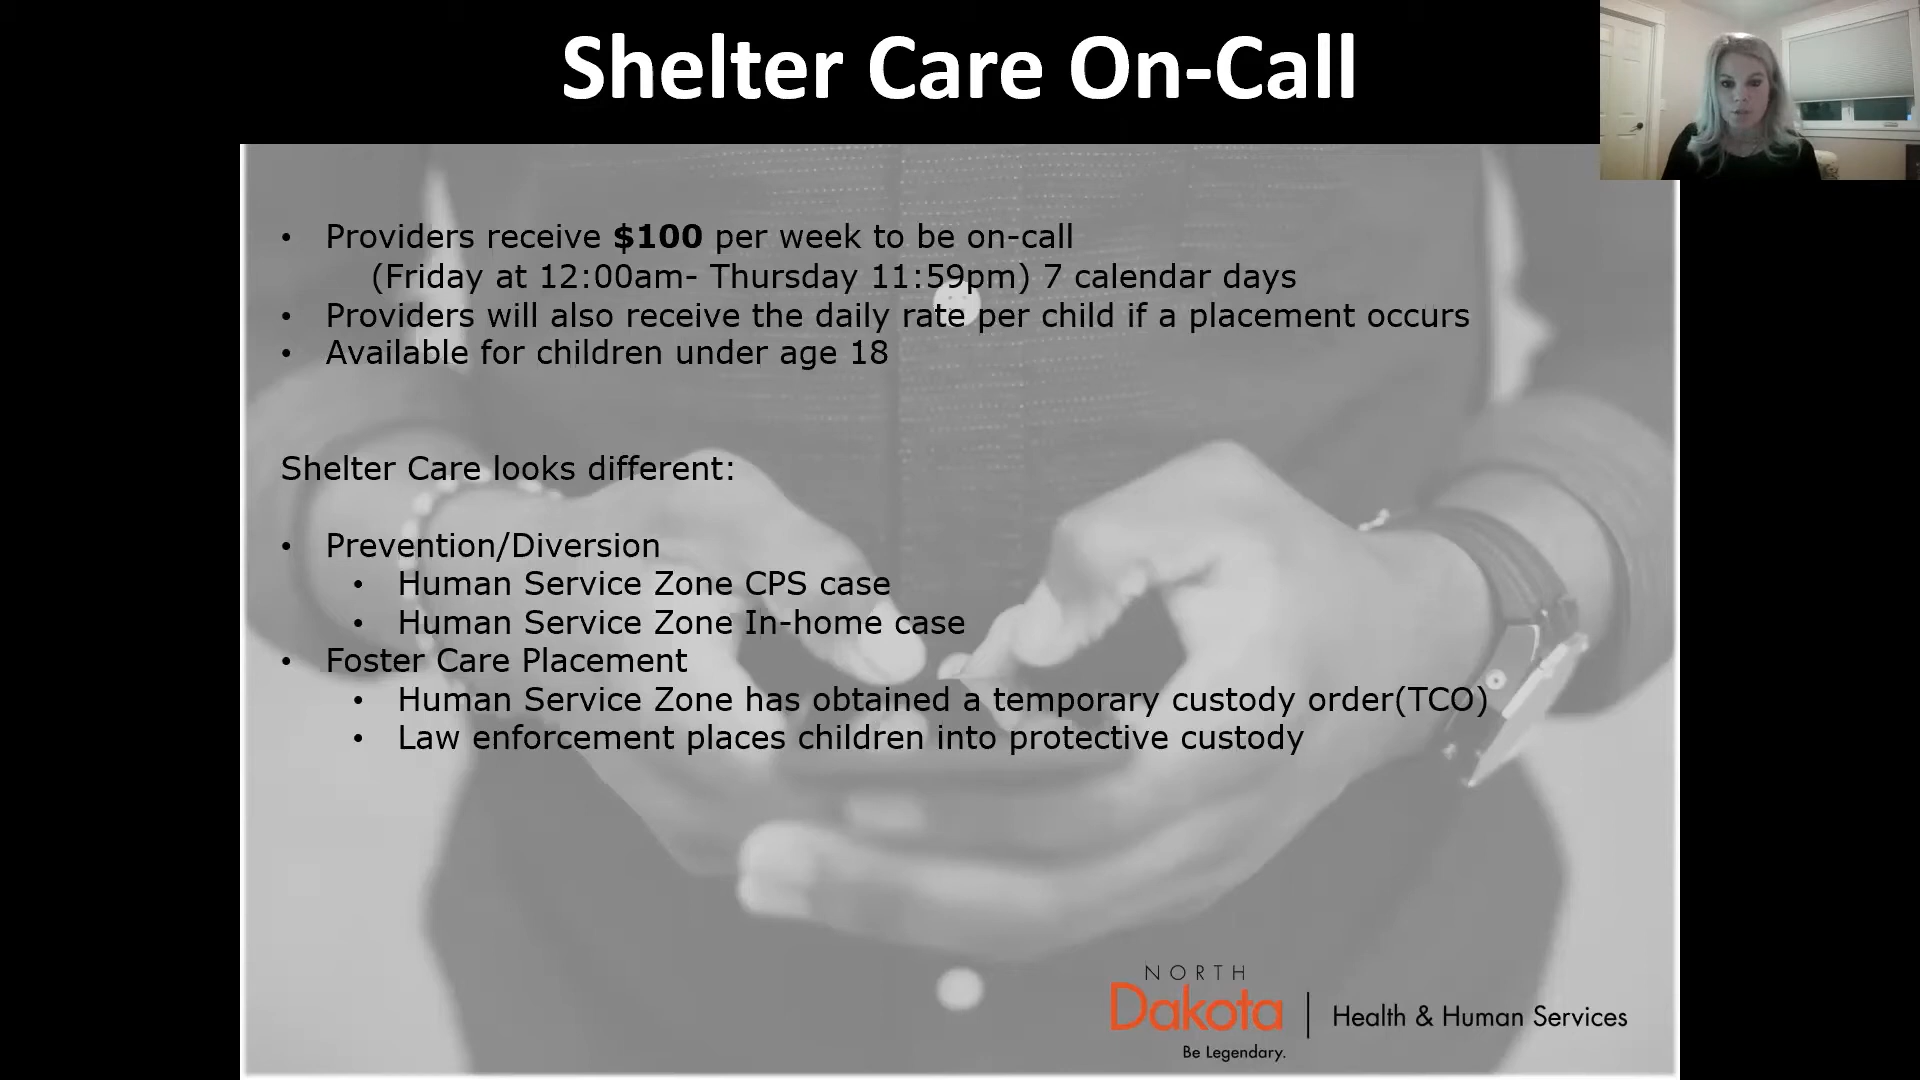 Shelter Care On-Call
• Providers receive $100 per week to be on-call
(Friday at 12:00am- Thursday 11:59pm) 7 calendar days
• Providers will also receive the daily rate per child if a placement occurs
• Available for children under age 18
Shelter Care looks different:
• Prevention/Diversion
• Human Service Zone CPS case
• Human Service Zone In-home case
• Foster Care Placement
• Human Service Zone has obtained a temporary custody order(TCO)
• Law enforcement places children into protective custody
NORTH
Dakota | Health & Human Services
Be Legendary.